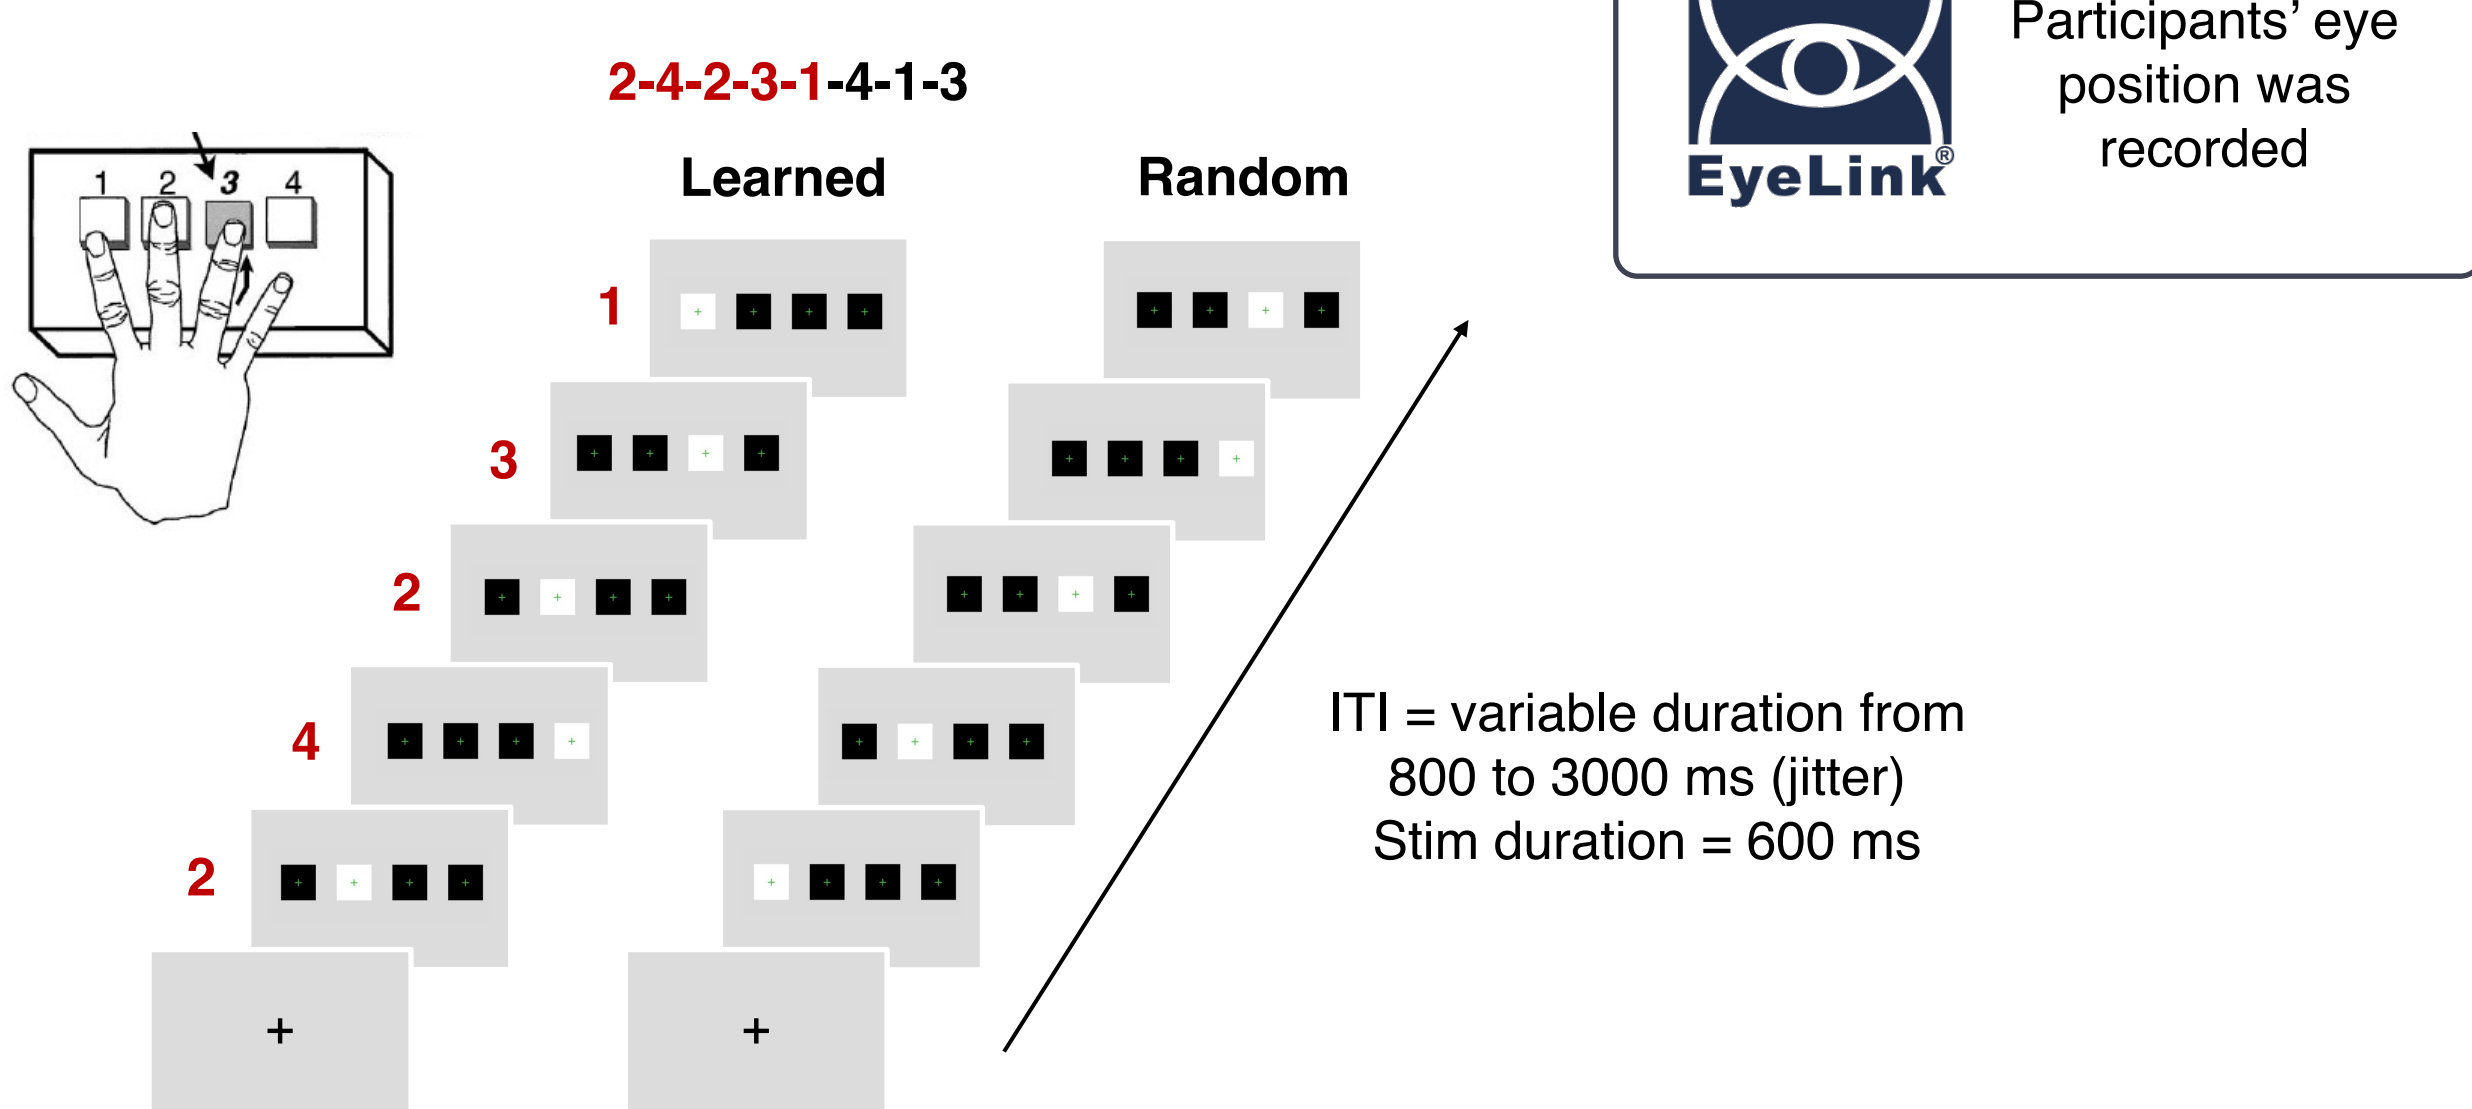 Participants’ eye
position was
recorded
EyeLink®
2-4-2-3-1-4-1-3
1 2 3 4
Learned
Random
1
3
2
4
2
+
+
ITI = variable duration from
800 to 3000 ms (jitter)
Stim duration = 600 ms